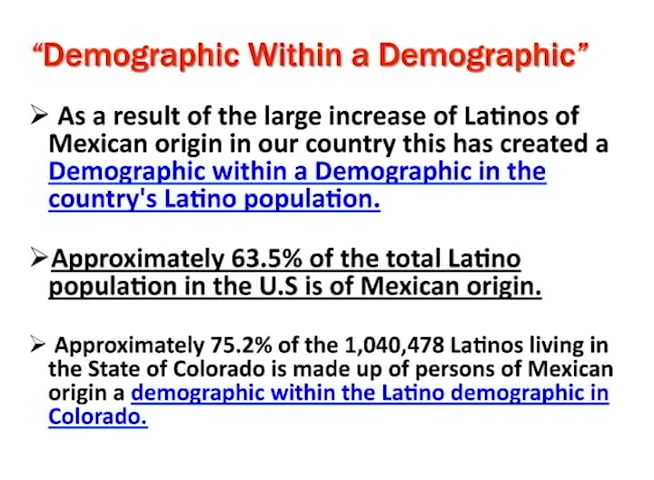 “Demographic Within a Demographic”
➢ As a result of the large increase of Latinos of
Mexican origin in our country this has created a
Demographic within a Demographic in the
country's Latino population.
➢Approximately 63.5% of the total Latino
population in the U.S is of Mexican origin.
➢ Approximately 75.2% of the 1,040,478 Latinos living in
the State of Colorado is made up of persons of Mexican
origin a demographic within the Latino demographic in
Colorado.